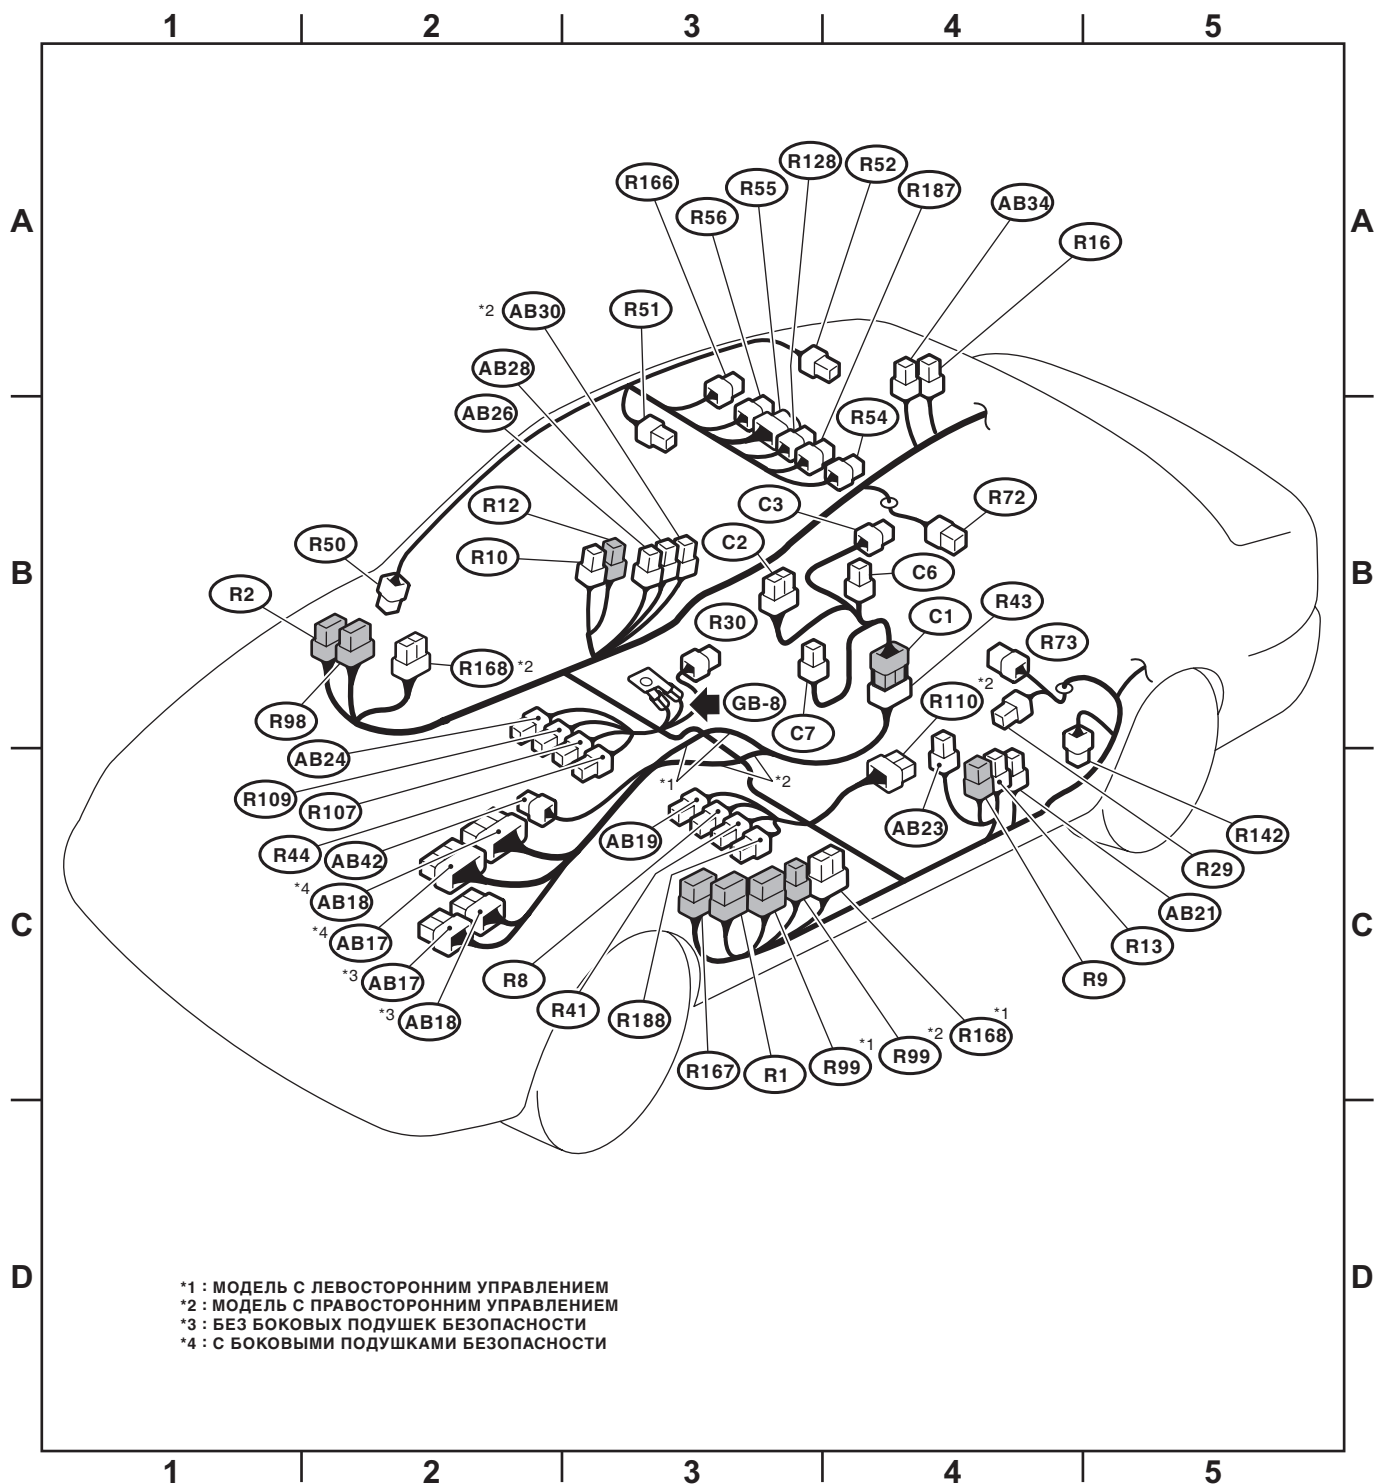 1 2 3 4 5
A
A
R128
R52
R166
R55
R187
R56
AB34
R16
*2 AB30
R51
AB28
AB26
R54
R12
C3
R72
C2
R10
R50
B
B
C6
R2
R43
C1
R30
R73
R168 *2
*2
R110
GB-8
R98
C7
AB24
*1
*2
R109
R107
AB23
R142
AB19
R44
AB42
R29
*4 AB18
AB21
C
C
*4 AB17
R13
*3 AB17
R8
R9
R41
*3 AB18
R188
*1
R168
*2
R99
*1
R99
R167
R1
D
D
*1 : МОДЕЛЬ С ЛЕВОСТОРОННИМ УПРАВЛЕНИЕМ
*2 : МОДЕЛЬ С ПРАВОСТОРОННИМ УПРАВЛЕНИЕМ
*3 : БЕЗ БОКОВЫХ ПОДУШЕК БЕЗОПАСНОСТИ
*4 : С БОКОВЫМИ ПОДУШКАМИ БЕЗОПАСНОСТИ
1 2 3 4 5